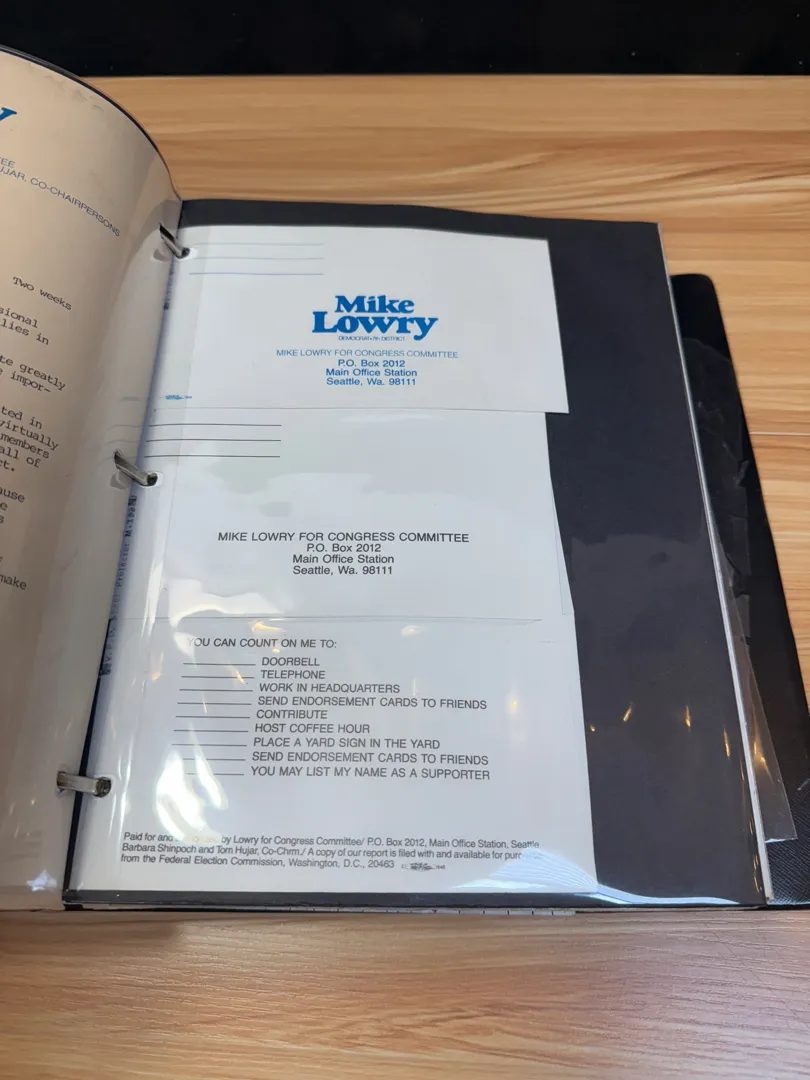 CO-CHAIRPERSONS
Two weeks
lies in
greatly
impor-
ted in
virtually
members
all of
make
Mike
Lowry
DEMOCRAT•7th DISTRICT
MIKE LOWRY FOR CONGRESS COMMITTEE
P.O. Box 2012
Main Office Station
Seattle, Wa. 98111
MIKE LOWRY FOR CONGRESS COMMITTEE
P.O. Box 2012
Main Office Station
Seattle, Wa. 98111
YOU CAN COUNT ON ME TO:
DOORBELL
TELEPHONE
WORK IN HEADQUARTERS
SEND ENDORSEMENT CARDS TO FRIENDS
CONTRIBUTE
HOST COFFEE HOUR
PLACE A YARD SIGN IN THE YARD
SEND ENDORSEMENT CARDS TO FRIENDS
YOU MAY LIST MY NAME AS A SUPPORTER
Paid for and by Lowry for Congress Committee/ P.O. Box 2012, Main Office Station, Seattle
Barbara Shinpoch and Tom Hujar, Co-Chrm./ A copy of our report is filed with and available for
from the Federal Election Commission, Washington, D.C., 20463